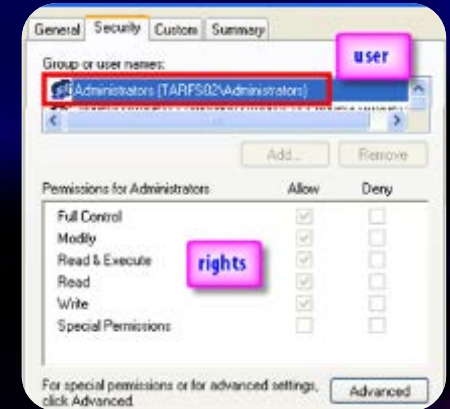 General Security Custom Summary
Group or user names:
user
Administrators (TARFS02\Administrators)
Add... Remove
Permissions for Administrators Allow Deny
Full Control
Modify
Read & Execute
rights
Read
Write
Special Permissions
For special permissions or for advanced settings,
click Advanced.
Advanced